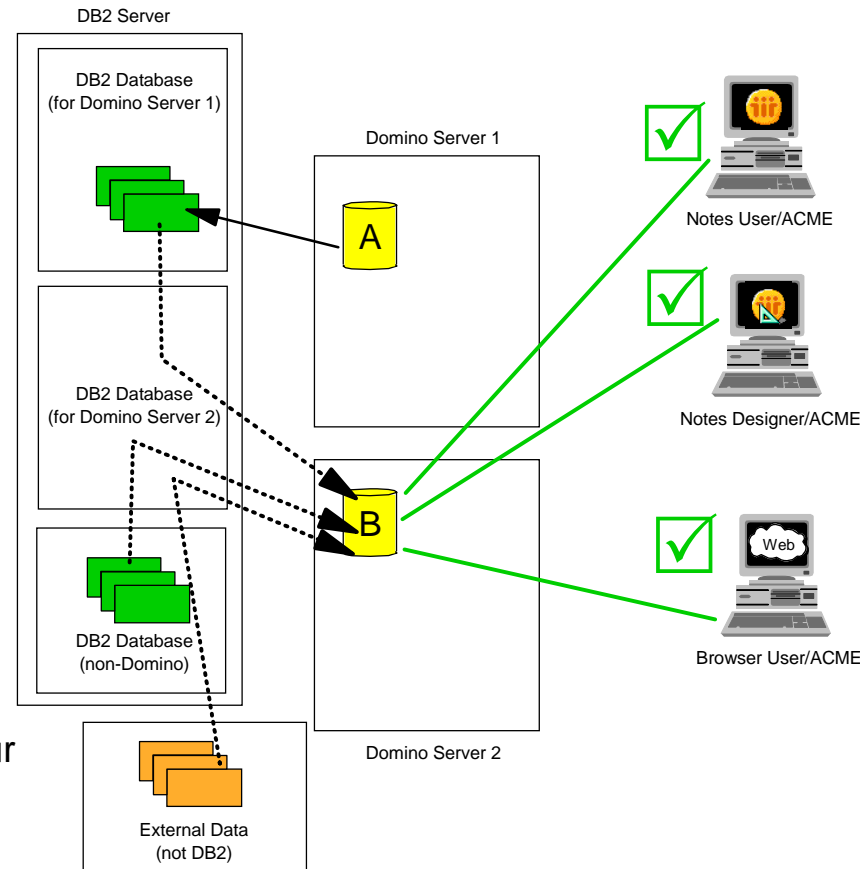 DB2 Server
DB2 Database
(for Domino Server 1)
Domino Server 1
A
Notes User/ACME
DB2 Database
(for Domino Server 2)
Notes Designer/ACME
B
Web
DB2 Database
(non-Domino)
Browser User/ACME
Domino Server 2
External Data
(not DB2)